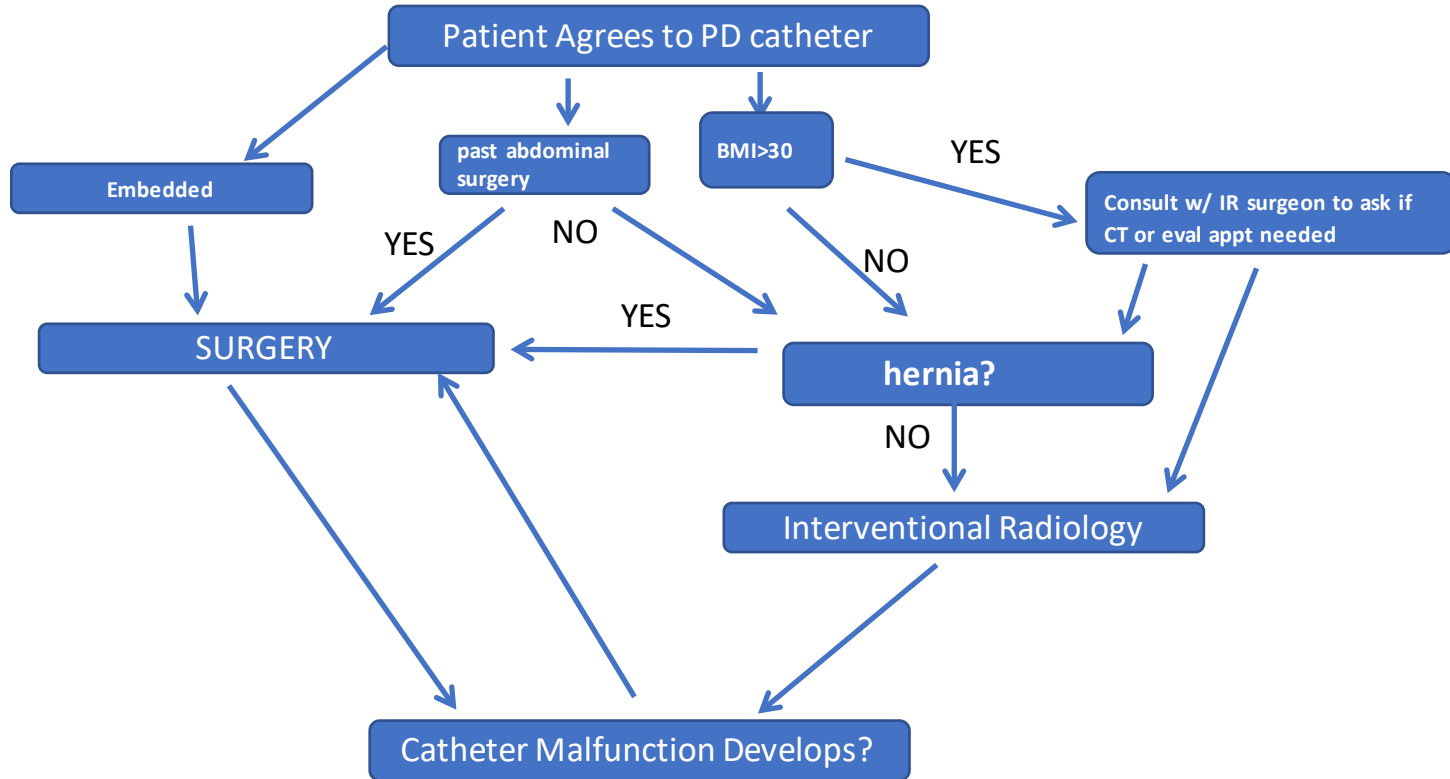 Patient Agrees to PD catheter
past abdominal
surgery
BMI>30
YES
Embedded
Consult w/ IR surgeon to ask if
CT or eval appt needed
YES
NO
NO
YES
SURGERY
hernia?
NO
Interventional Radiology
Catheter Malfunction Develops?